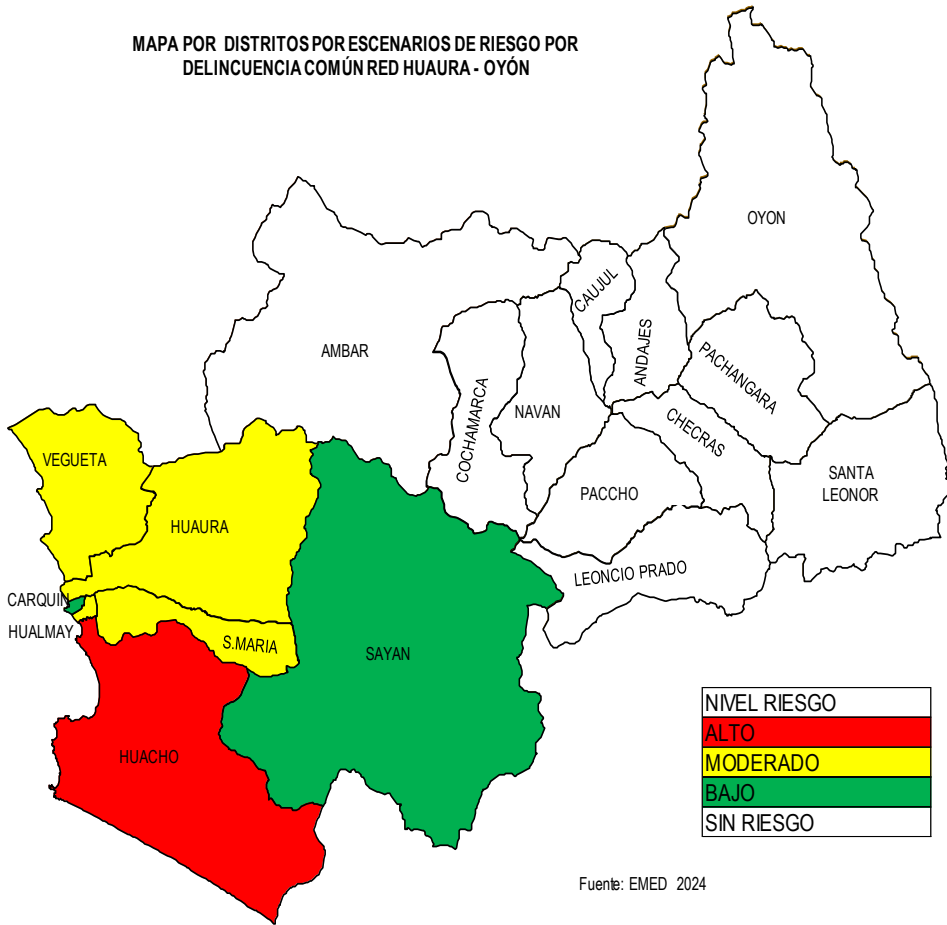 MAPA POR DISTRITOS POR ESCENARIOS DE RIESGO POR
DELINCUENCIA COMÚN RED HUAURA - OYÓN
OYON
CAUJUL
ANDAJES
AMBAR
PACHANGARA
COCHAMARCA
NAVAN
CHECRAS
VEGUETA
SANTA
LEONOR
PACCHO
HUAURA
LEONCIO PRADO
CARQUIN
HUALMAY
S.MARIA
SAYAN
HUACHO
NIVEL RIESGO
ALTO
MODERADO
BAJO
SIN RIESGO
Fuente: EMED 2024